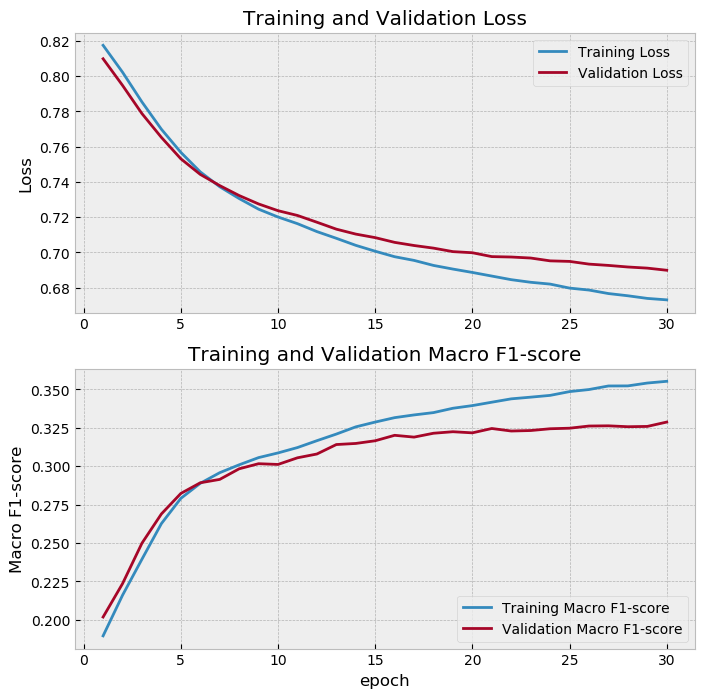 Training and Validation Loss
0.82
0.80
0.78
0.76
0.74
0.72
0.70
0.68
Loss
Training Loss
Validation Loss
0 5 10 15 20 25 30
Training and Validation Macro F1-score
0.350
0.325
0.300
0.275
0.250
0.225
0.200
Macro F1-score
Training Macro F1-score
Validation Macro F1-score
0 5 10 15 20 25 30
epoch